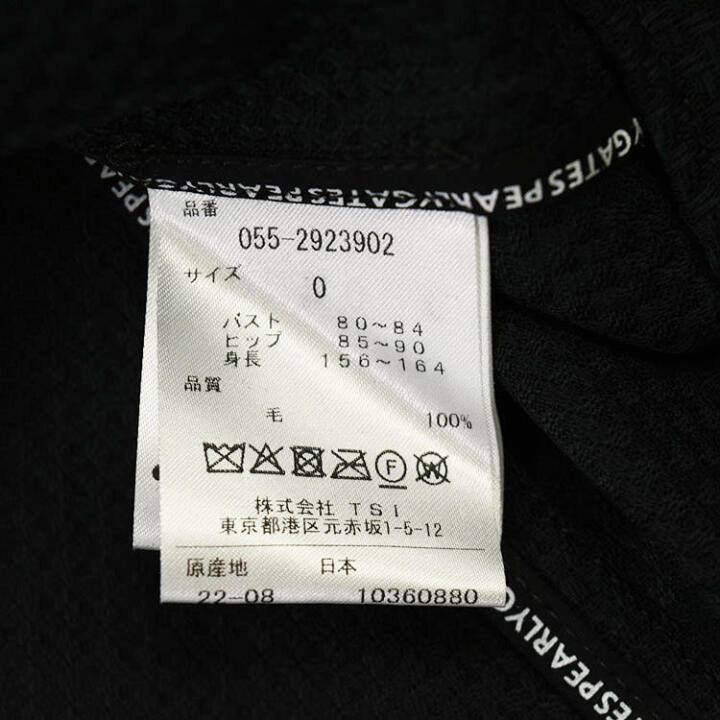 YGATESPEARLYGATESPEARLYGATESPEARLYG
品番
055-2923902
サイズ
0
バスト 80～84
ヒップ 85～90
身長 156～164
品質
毛 100%
F
W
株式会社 TSI
東京都港区元赤坂1-5-12
原産地 日本
22-08 10360880
GATESPEARLYG